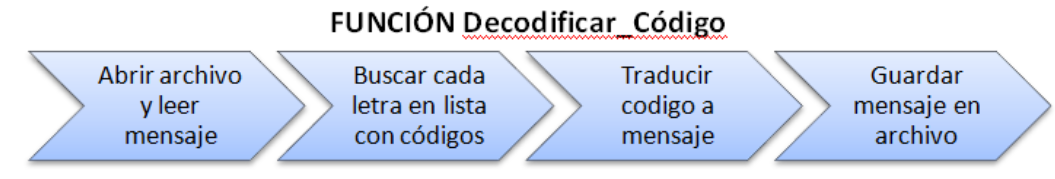 FUNCIÓN Decodificar_Código
Abrir archivo
y leer
mensaje
Buscar cada
letra en lista
con códigos
Traducir
codigo a
mensaje
Guardar
mensaje en
archivo